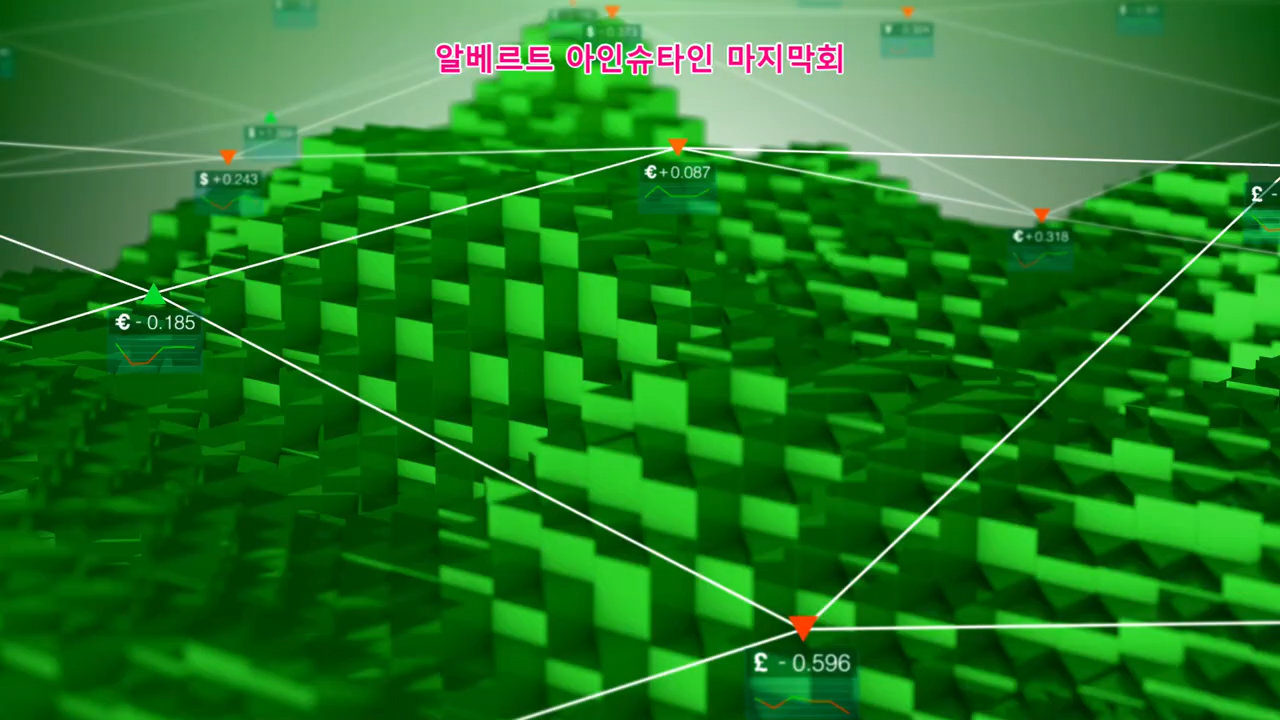 알베르트 아인슈타인 마지막회
$ +0.243
€+0.087
€+0.318
£ -
€ - 0.185
£ - 0.596